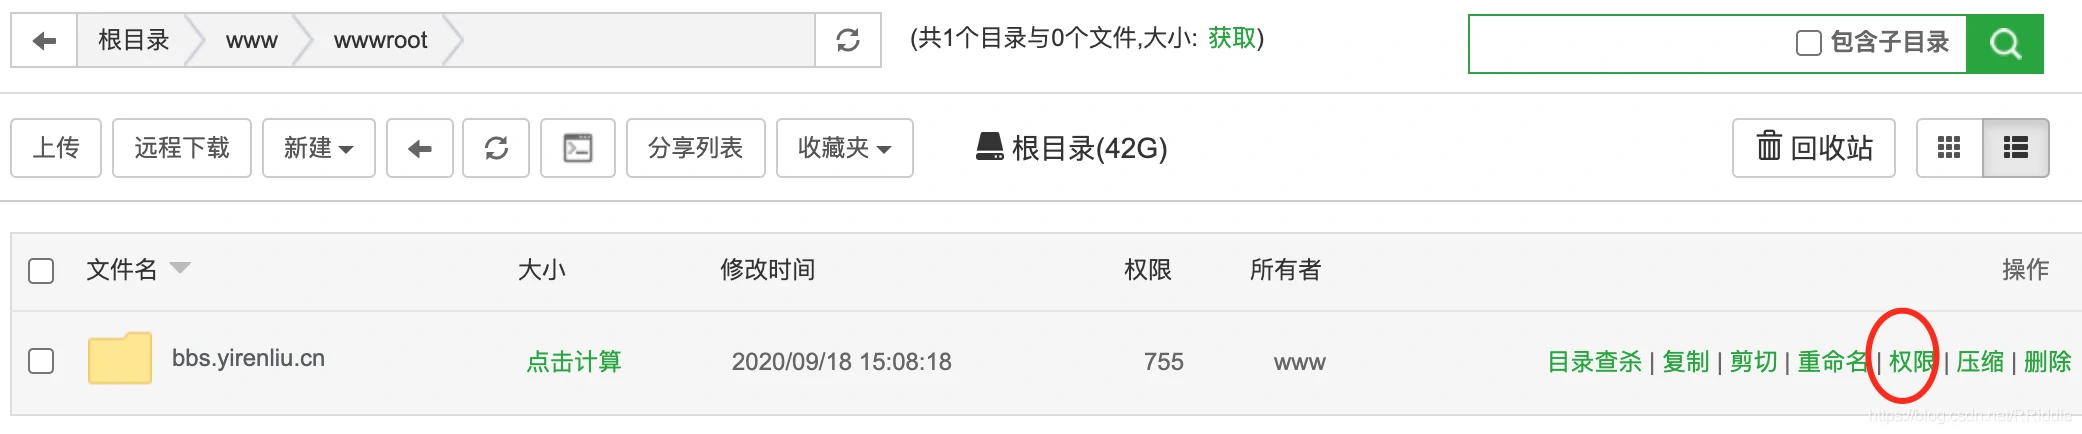 根目录 www wwwroot (共1个目录与0个文件,大小: 获取) 包含子目录
上传 远程下载 新建 分享列表 收藏夹 根目录(42G) 回收站
文件名 大小 修改时间 权限 所有者 操作
bbs.yirenliu.cn 点击计算 2020/09/18 15:08:18 755 www 目录查杀 | 复制 | 剪切 | 重命名 | 权限 | 压缩 | 删除
https://blog.csdn.net/RRiddle